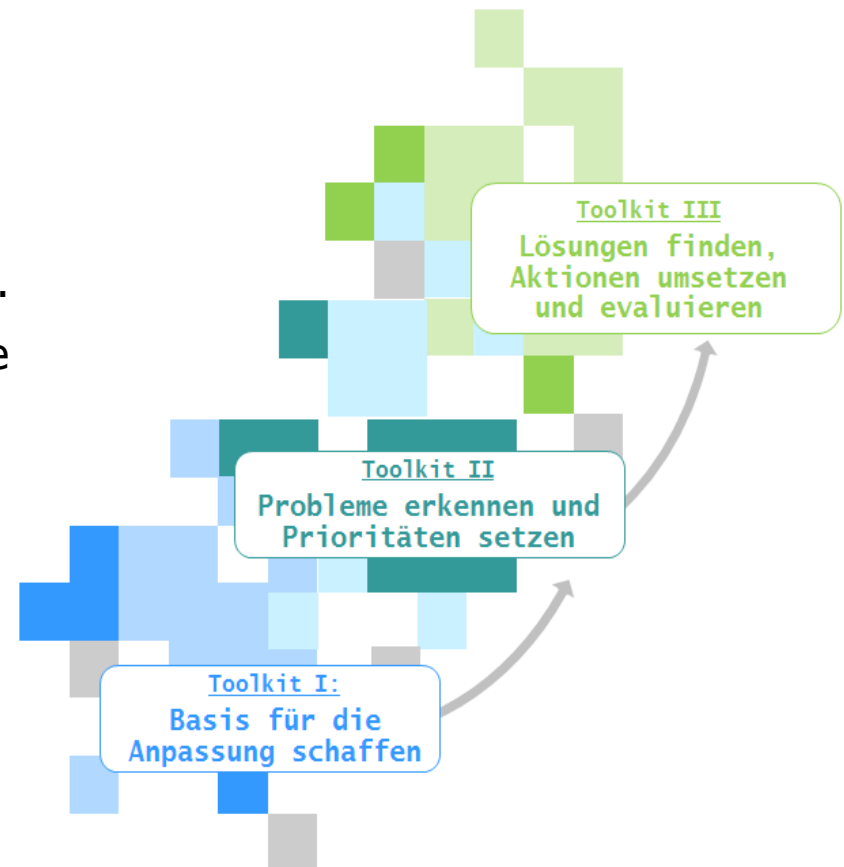 Toolkit III
Lösungen finden,
Aktionen umsetzen
und evaluieren
.
e
Toolkit II
Probleme erkennen und
Prioritäten setzen
Toolkit I:
Basis für die
Anpassung schaffen